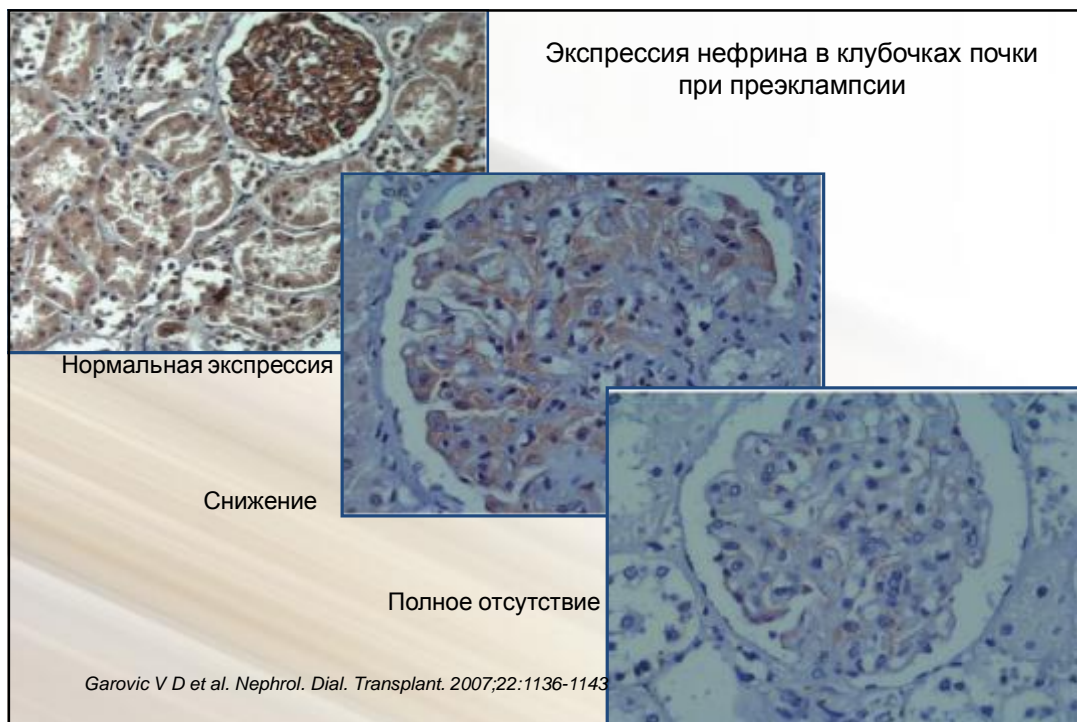 Экспрессия нефрина в клубочках почки
при преэклампсии
Нормальная экспрессия
Снижение
Полное отсутствие
Garovic V D et al. Nephrol. Dial. Transplant. 2007;22:1136-1143